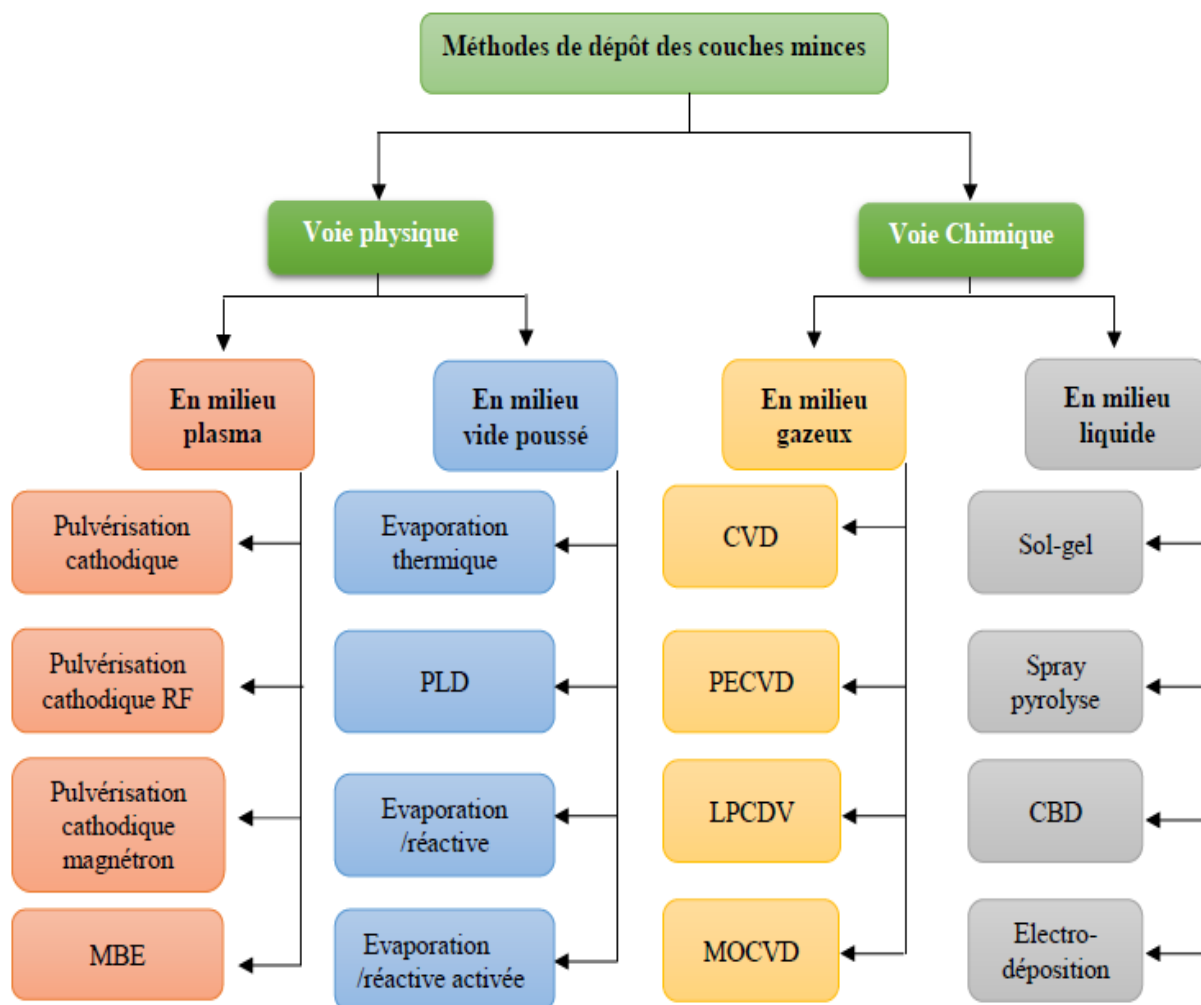 Méthodes de dépôt des couches minces
Voie physique
Voie Chimique
En milieu
plasma
En milieu
vide poussé
En milieu
gazeux
En milieu
liquide
Pulvérisation
cathodique
Evaporation
thermique
CVD
Sol-gel
Pulvérisation
cathodique RF
PLD
PECVD
Spray
pyrolyse
Pulvérisation
cathodique
magnétron
Evaporation
/réactive
LPCDV
CBD
MBE
Evaporation
/réactive activée
MOCVD
Electro-
déposition